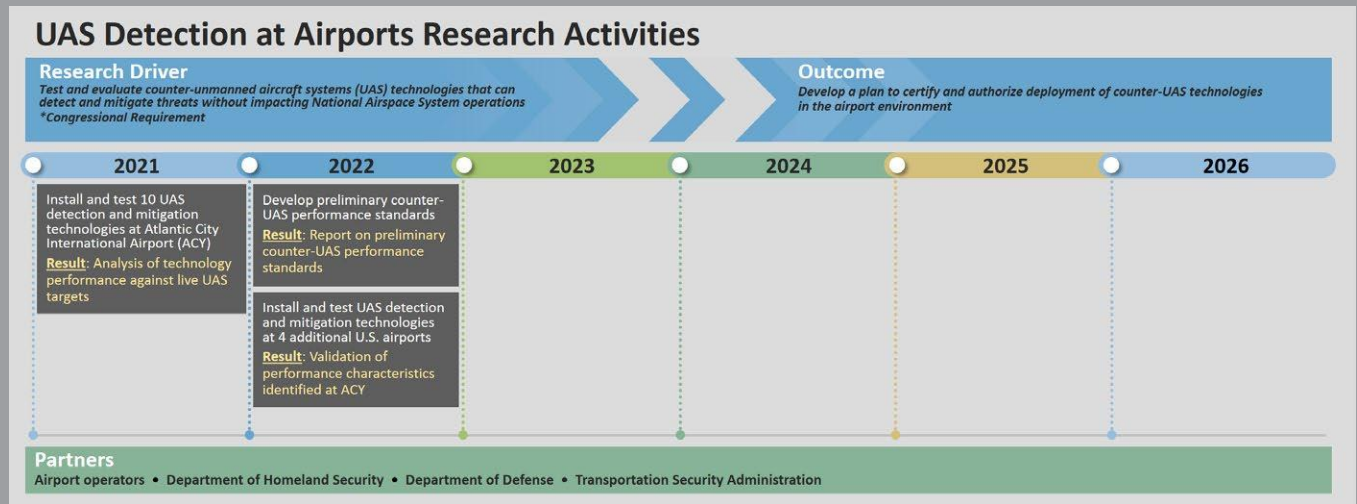 UAS Detection at Airports Research Activities
Research Driver
Test and evaluate counter-unmanned aircraft systems (UAS) technologies that can
detect and mitigate threats without impacting National Airspace System operations
*Congressional Requirement
Outcome
Develop a plan to certify and authorize deployment of counter-UAS technologies
in the airport environment
2021
2022
2023
2024
2025
2026
Install and test 10 UAS
detection and mitigation
technologies at Atlantic City
International Airport (ACY)
Result: Analysis of technology
performance against live UAS
targets
Develop preliminary counter-
UAS performance standards
Result: Report on preliminary
counter-UAS performance
standards
Install and test UAS detection
and mitigation technologies
at 4 additional U.S. airports
Result: Validation of
performance characteristics
identified at ACY
Partners
Airport operators • Department of Homeland Security • Department of Defense • Transportation Security Administration